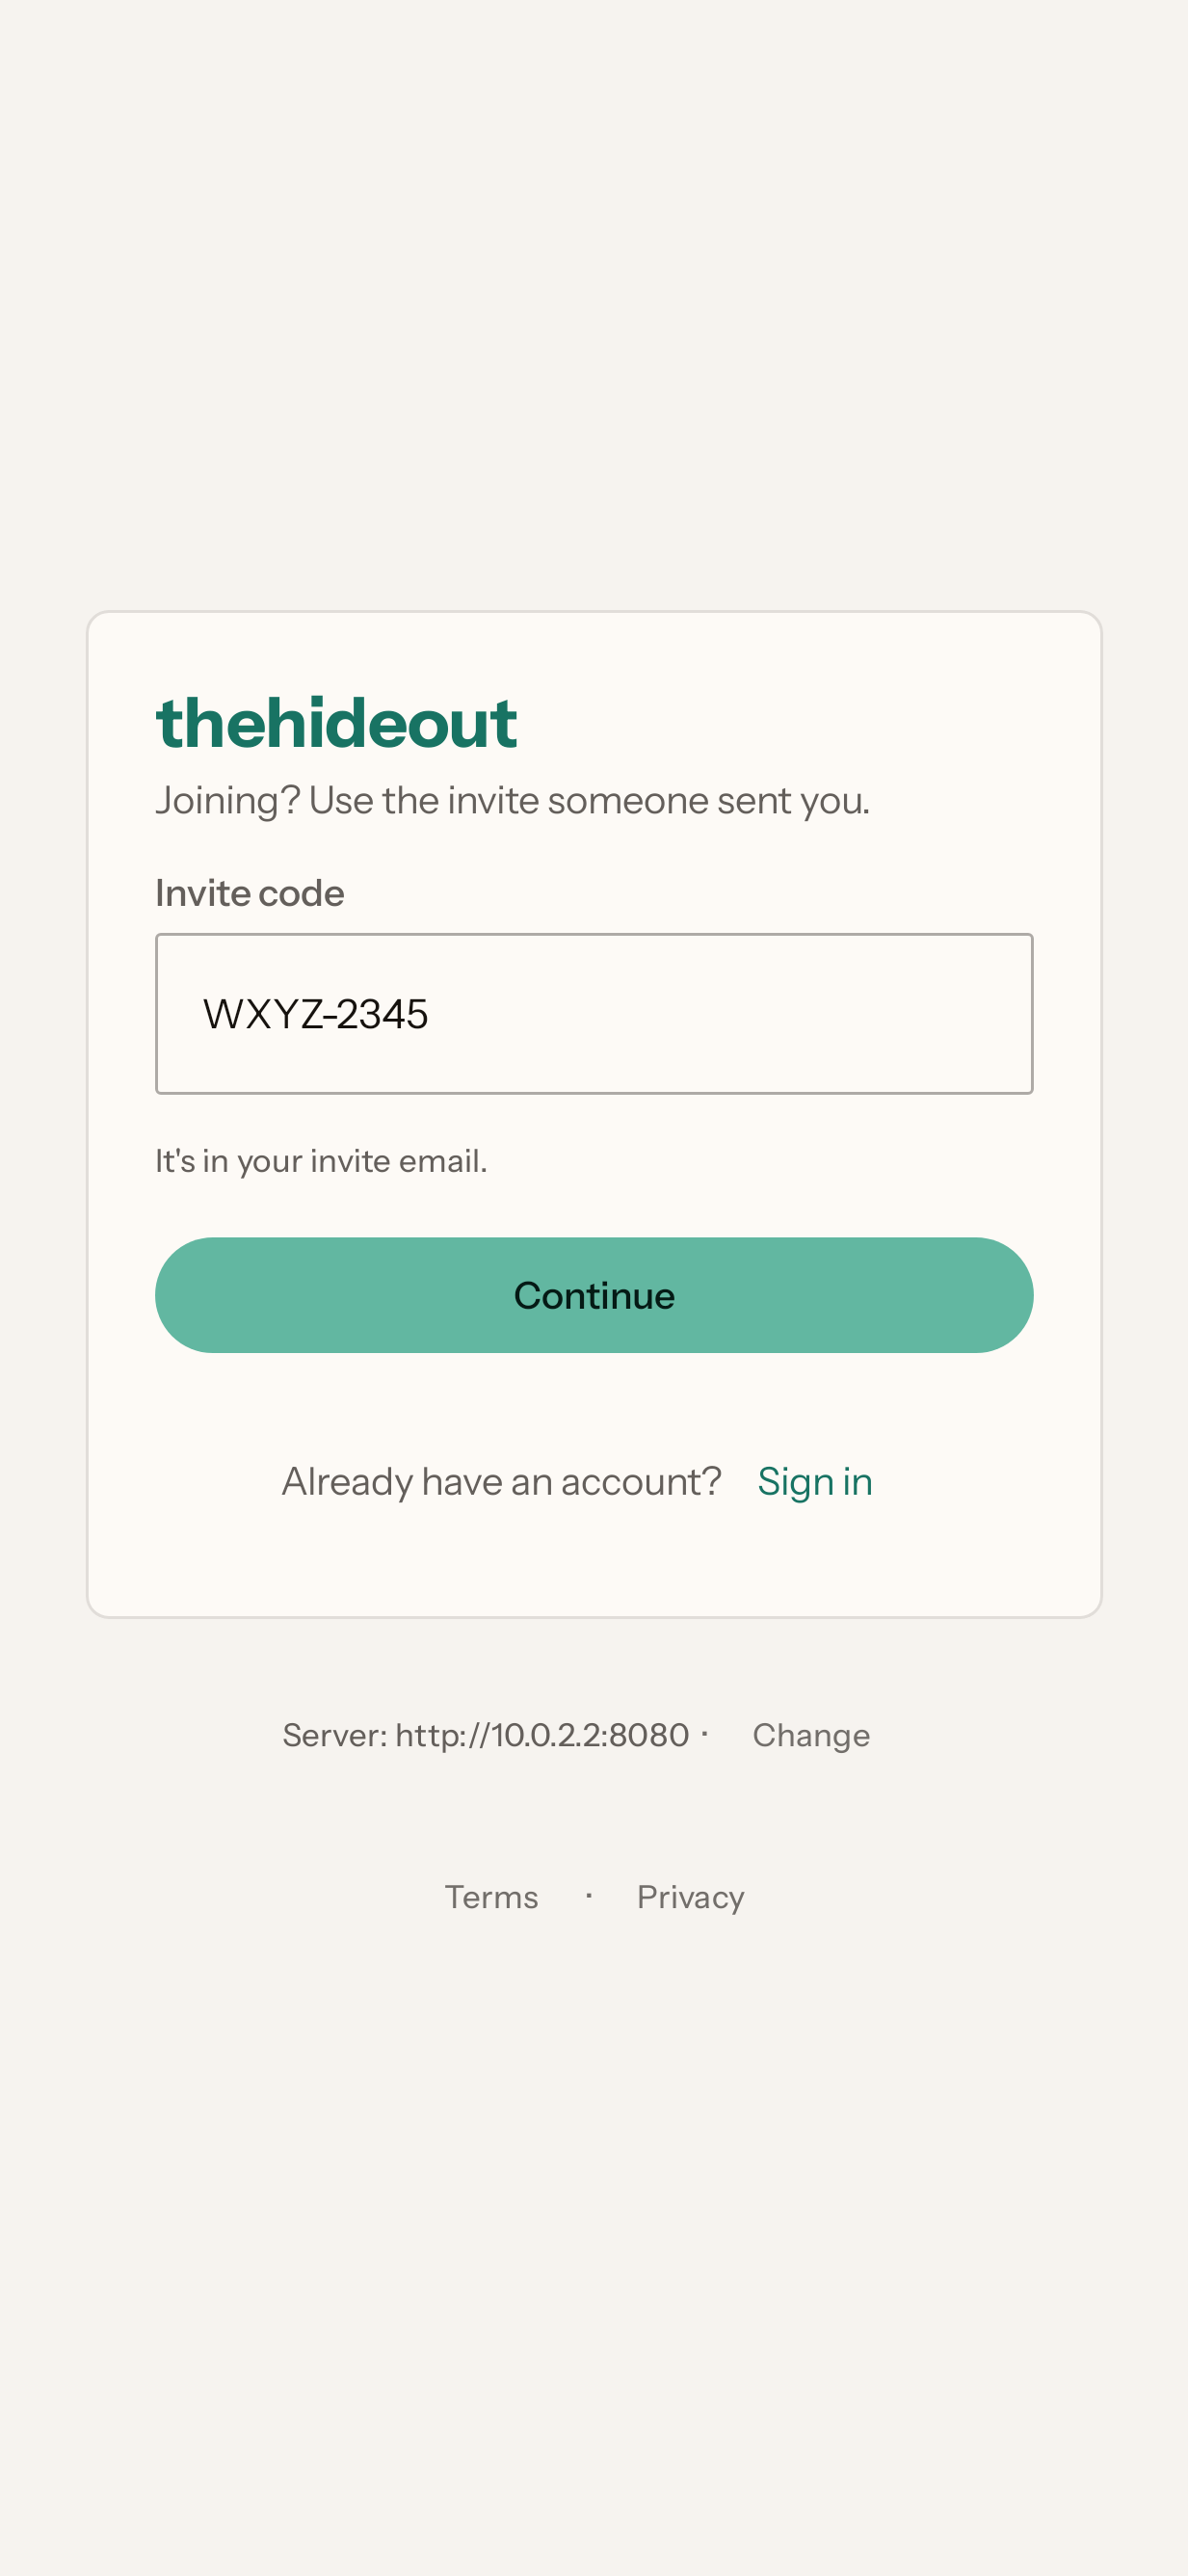 thehideout
Joining? Use the invite someone sent you.
Invite code
WXYZ-2345
It's in your invite email.
Continue
Already have an account? Sign in
Server: http://10.0.2.2:8080 · Change
Terms · Privacy